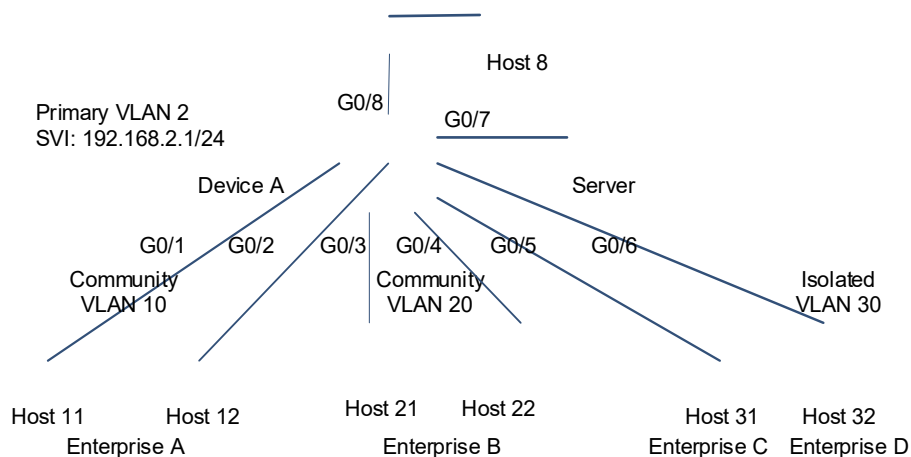 Host 8
G0/8
Primary VLAN 2
SVI: 192.168.2.1/24
G0/7
Device A
Server
G0/1
G0/2
G0/3
G0/4
G0/5
G0/6
Community
VLAN 10
Community
VLAN 20
Isolated
VLAN 30
Host 11
Host 12
Host 21
Host 22
Host 31
Host 32
Enterprise A
Enterprise B
Enterprise C
Enterprise D